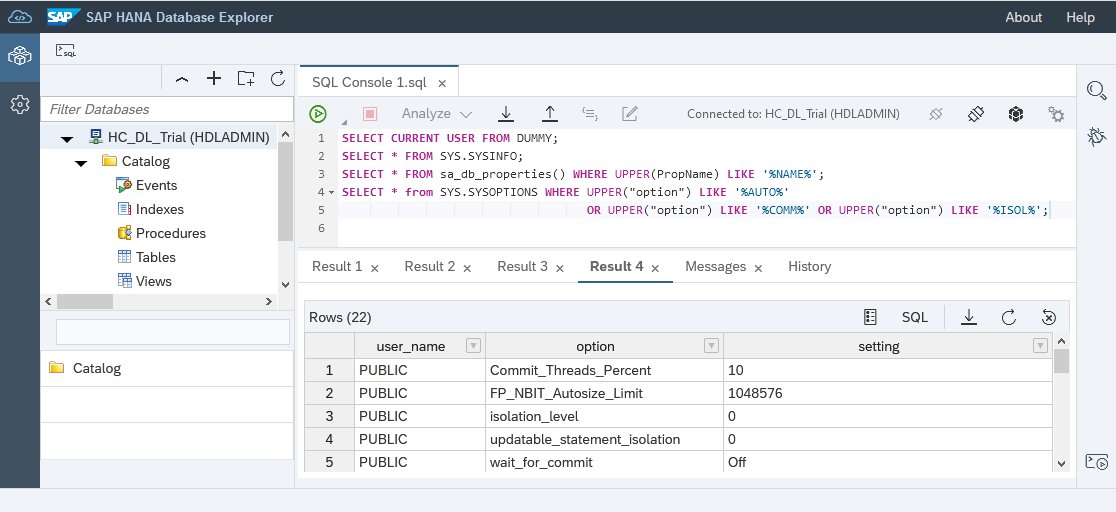 SAP SAP HANA Database Explorer About Help
SQL
SQL Console 1.sql ×
Filter Databases
Analyze Connected to: HC_DL_Trial (HDLADMIN)
HC_DL_Trial (HDLADMIN)
Catalog
Events
Indexes
Procedures
Tables
Views
Catalog
1 SELECT CURRENT USER FROM DUMMY;
2 SELECT * FROM SYS.SYSINFO;
3 SELECT * FROM sa_db_properties() WHERE UPPER(PropName) LIKE '%NAME%';
4 SELECT * from SYS.SYSOPTIONS WHERE UPPER("option") LIKE '%AUTO%'
5 OR UPPER("option") LIKE '%COMM%' OR UPPER("option") LIKE '%ISOL%';
6
Result 1 × Result 2 × Result 3 × Result 4 × Messages × History
Rows (22) SQL
user_name option setting
1 PUBLIC Commit_Threads_Percent 10
2 PUBLIC FP_NBIT_Autosize_Limit 1048576
3 PUBLIC isolation_level 0
4 PUBLIC updatable_statement_isolation 0
5 PUBLIC wait_for_commit Off